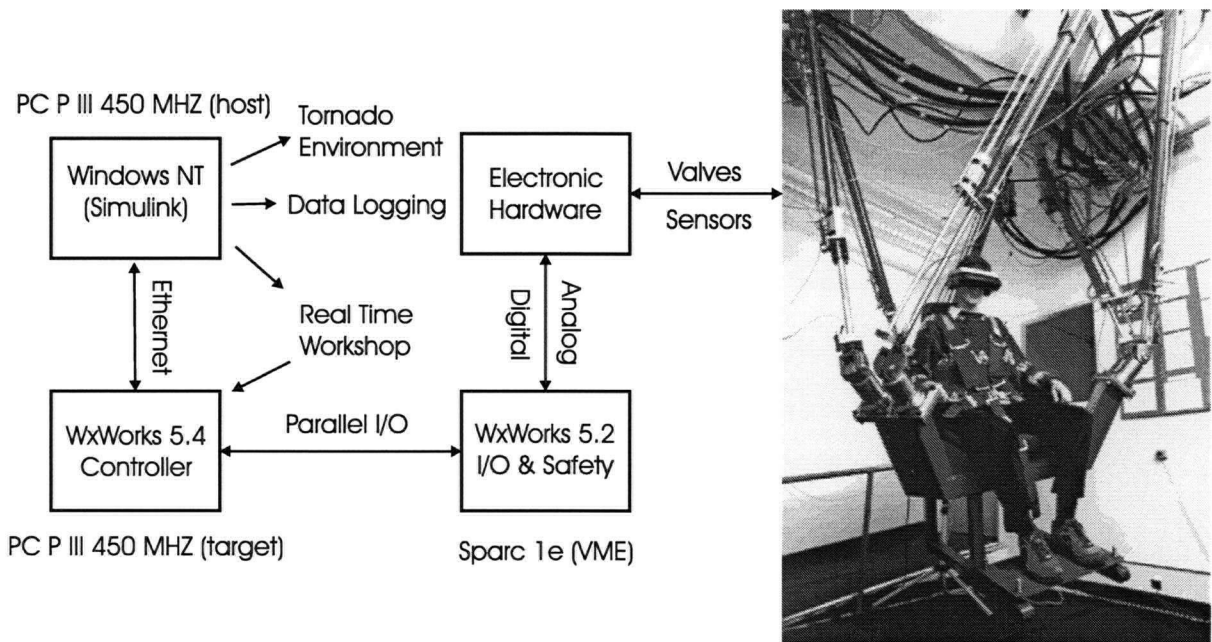 PC P III 450 MHZ (host)
Windows NT
(Simulink)
Tornado
Environment
Data Logging
Real Time
Workshop
Ethernet
WxWorks 5.4
Controller
PC P III 450 MHZ (target)
Parallel I/O
Electronic
Hardware
Valves
Sensors
Analog
Digital
WxWorks 5.2
I/O & Safety
Sparc 1e (VME)